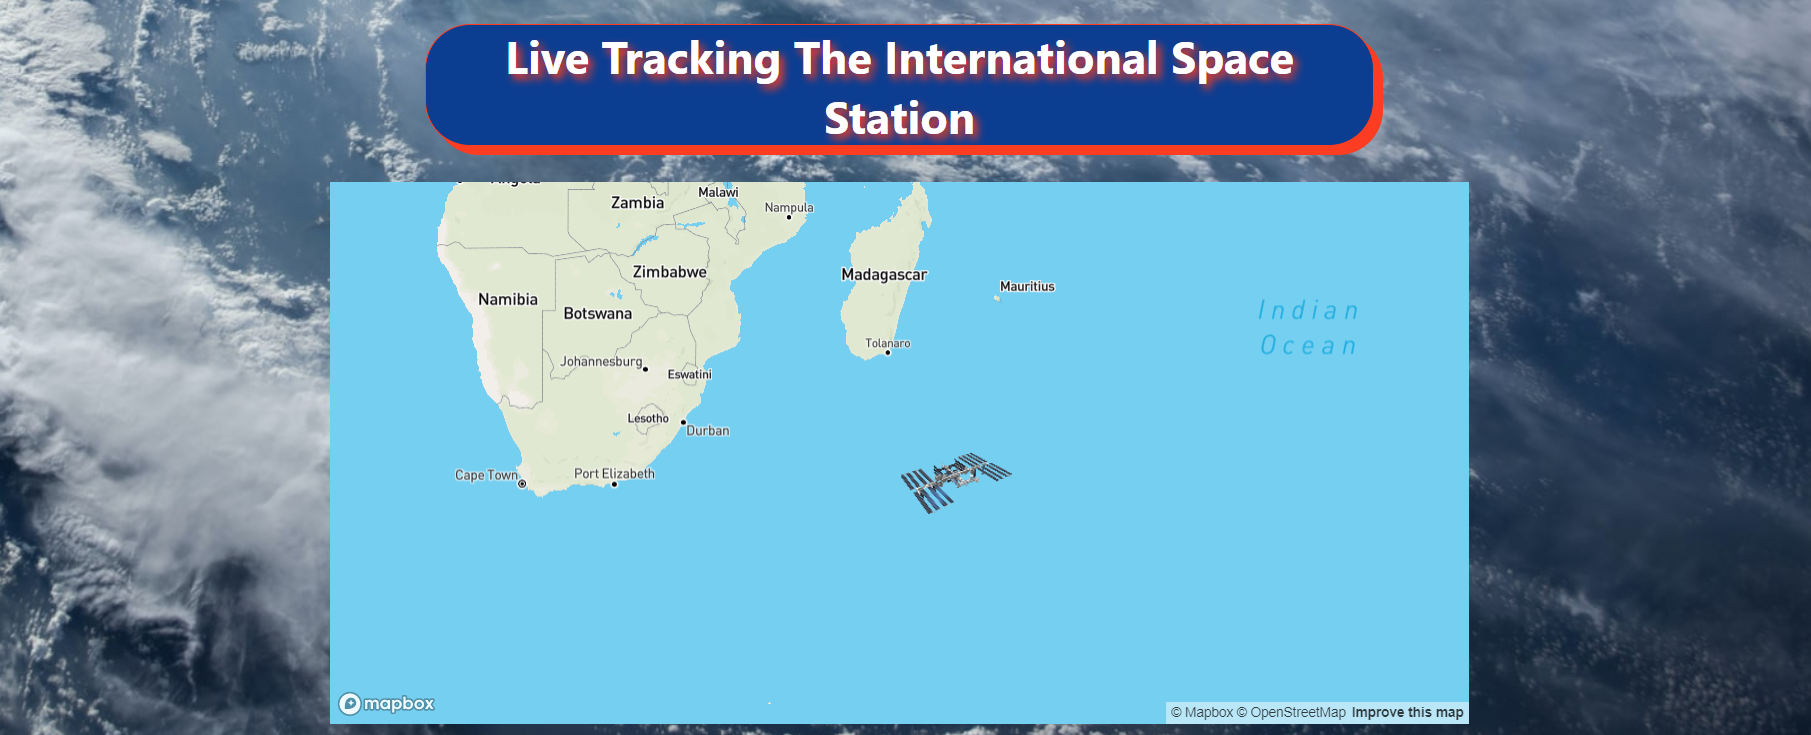 Live Tracking The International Space
Station
Angola
Malawi
Zambia
Nampula
Zimbabwe
Madagascar
Mauritius
Namibia
Botswana
Indian
Ocean
Tolanaro
Johannesburg
Eswatini
Lesotho
Durban
Cape Town
Port Elizabeth
mapbox
© Mapbox © OpenStreetMap Improve this map